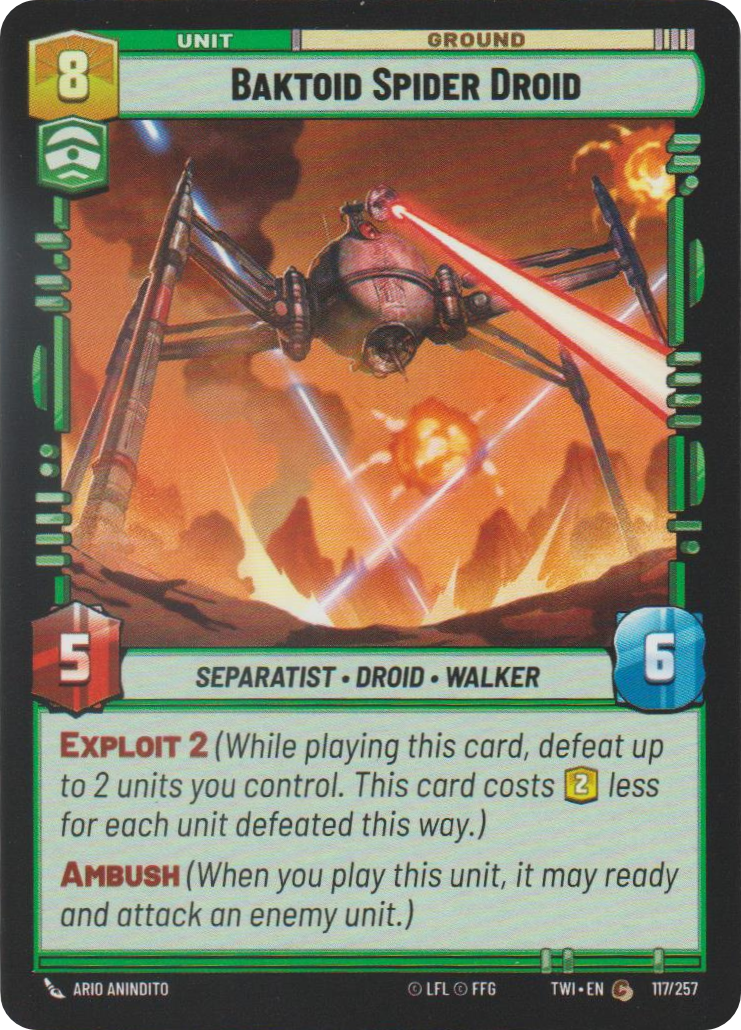 UNIT GROUND
8
BAKTOID SPIDER DROID
5
SEPARATIST • DROID • WALKER
6
EXPLOIT 2 (While playing this card, defeat up
to 2 units you control. This card costs 2 less
for each unit defeated this way.)
AMBUSH (When you play this unit, it may ready
and attack an enemy unit.)
ARIO ANINDITO © LFL © FFG TWI • EN C 117/257